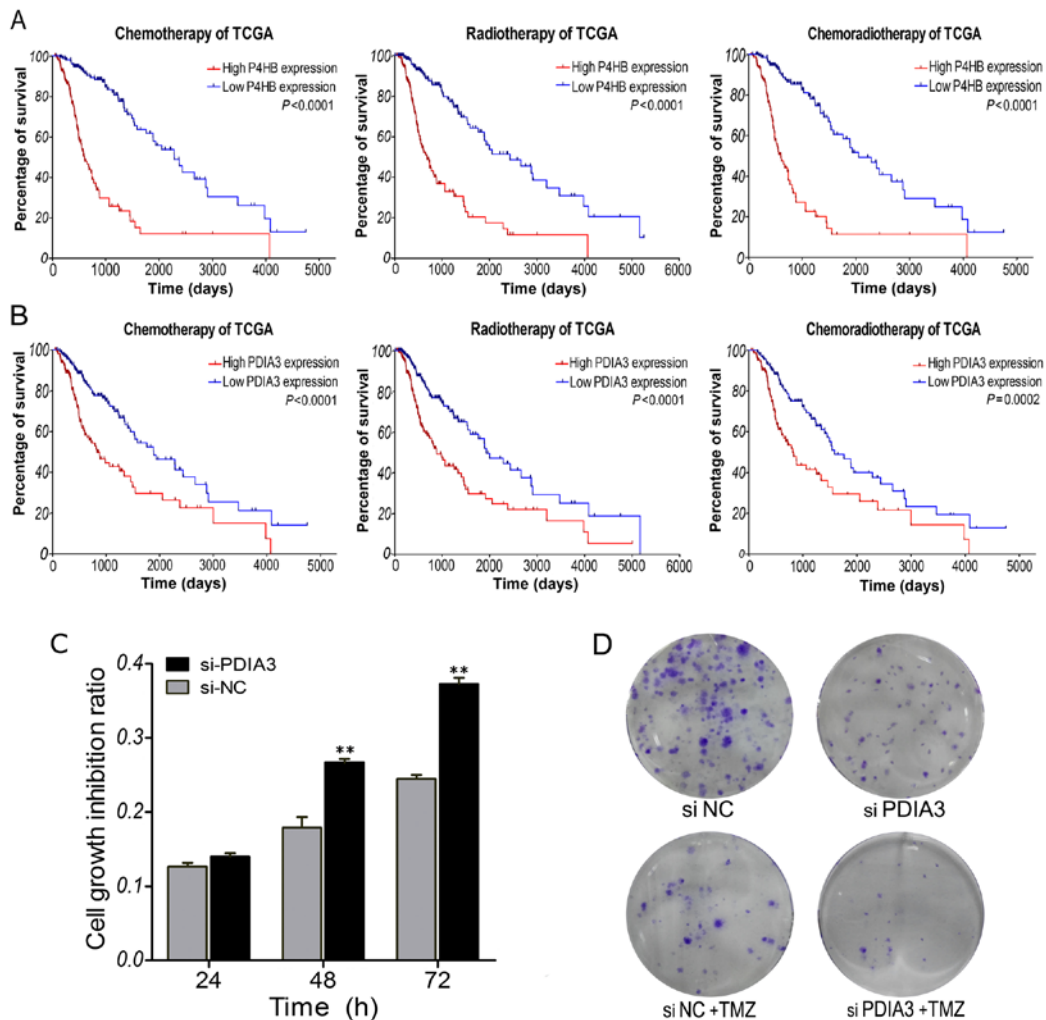 A
Chemotherapy of TCGA
Percentage of survival
100
80
60
40
20
0
High P4HB expression
Low P4HB expression
P<0.0001
0 1000 2000 3000 4000 5000
Time (days)
Radiotherapy of TCGA
Percentage of survival
100
80
60
40
20
0
High P4HB expression
Low P4HB expression
P<0.0001
0 1000 2000 3000 4000 5000 6000
Time (days)
Chemoradiotherapy of TCGA
Percentage of survival
100
80
60
40
20
0
High P4HB expression
Low P4HB expression
P<0.0001
0 1000 2000 3000 4000 5000
Time (days)
B
Chemotherapy of TCGA
Percentage of survival
100
80
60
40
20
0
High PDIA3 expression
Low PDIA3 expression
P<0.0001
0 1000 2000 3000 4000 5000
Time (days)
Radiotherapy of TCGA
Percentage of survival
100
80
60
40
20
0
High PDIA3 expression
Low PDIA3 expression
P<0.0001
0 1000 2000 3000 4000 5000 6000
Time (days)
Chemoradiotherapy of TCGA
Percentage of survival
100
80
60
40
20
0
High PDIA3 expression
Low PDIA3 expression
P=0.0002
0 1000 2000 3000 4000 5000
Time (days)
C
Cell growth inhibition ratio
0.4
0.3
0.2
0.1
0.0
si-PDIA3
si-NC
**
**
24 48 72
Time (h)
D
si NC
si PDIA3
si NC +TMZ
si PDIA3 +TMZ